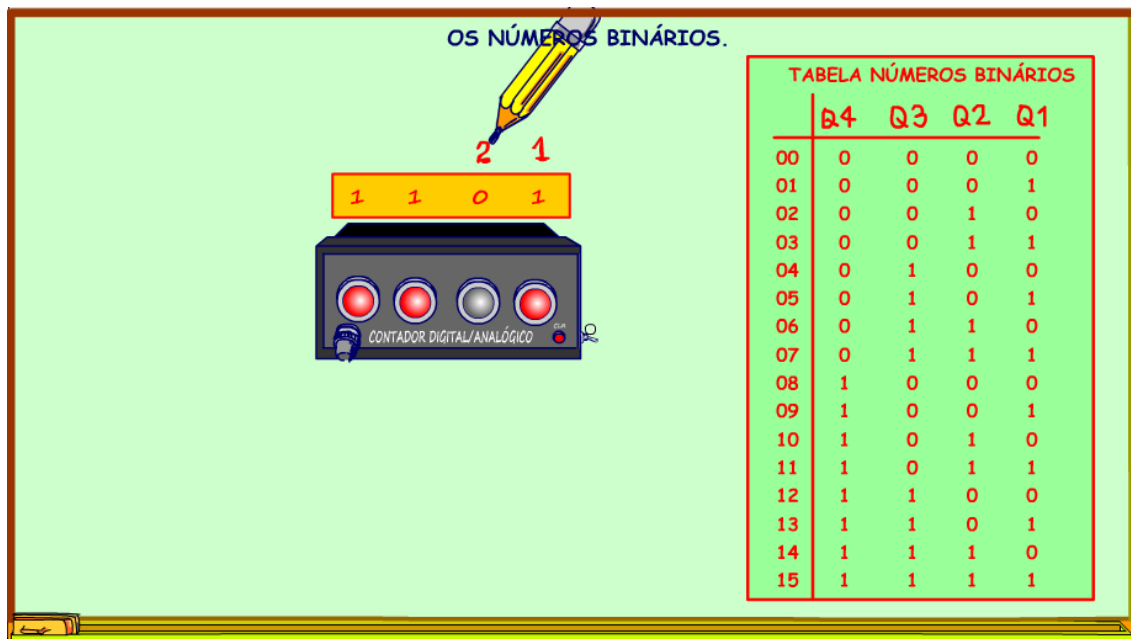 OS NÚMEROS BINÁRIOS.
2 1
1 1 0 1
CLR
CONTADOR DIGITAL/ANALÓGICO
TABELA NÚMEROS BINÁRIOS
Q4 Q3 Q2 Q1
00 0 0 0 0
01 0 0 0 1
02 0 0 1 0
03 0 0 1 1
04 0 1 0 0
05 0 1 0 1
06 0 1 1 0
07 0 1 1 1
08 1 0 0 0
09 1 0 0 1
10 1 0 1 0
11 1 0 1 1
12 1 1 0 0
13 1 1 0 1
14 1 1 1 0
15 1 1 1 1